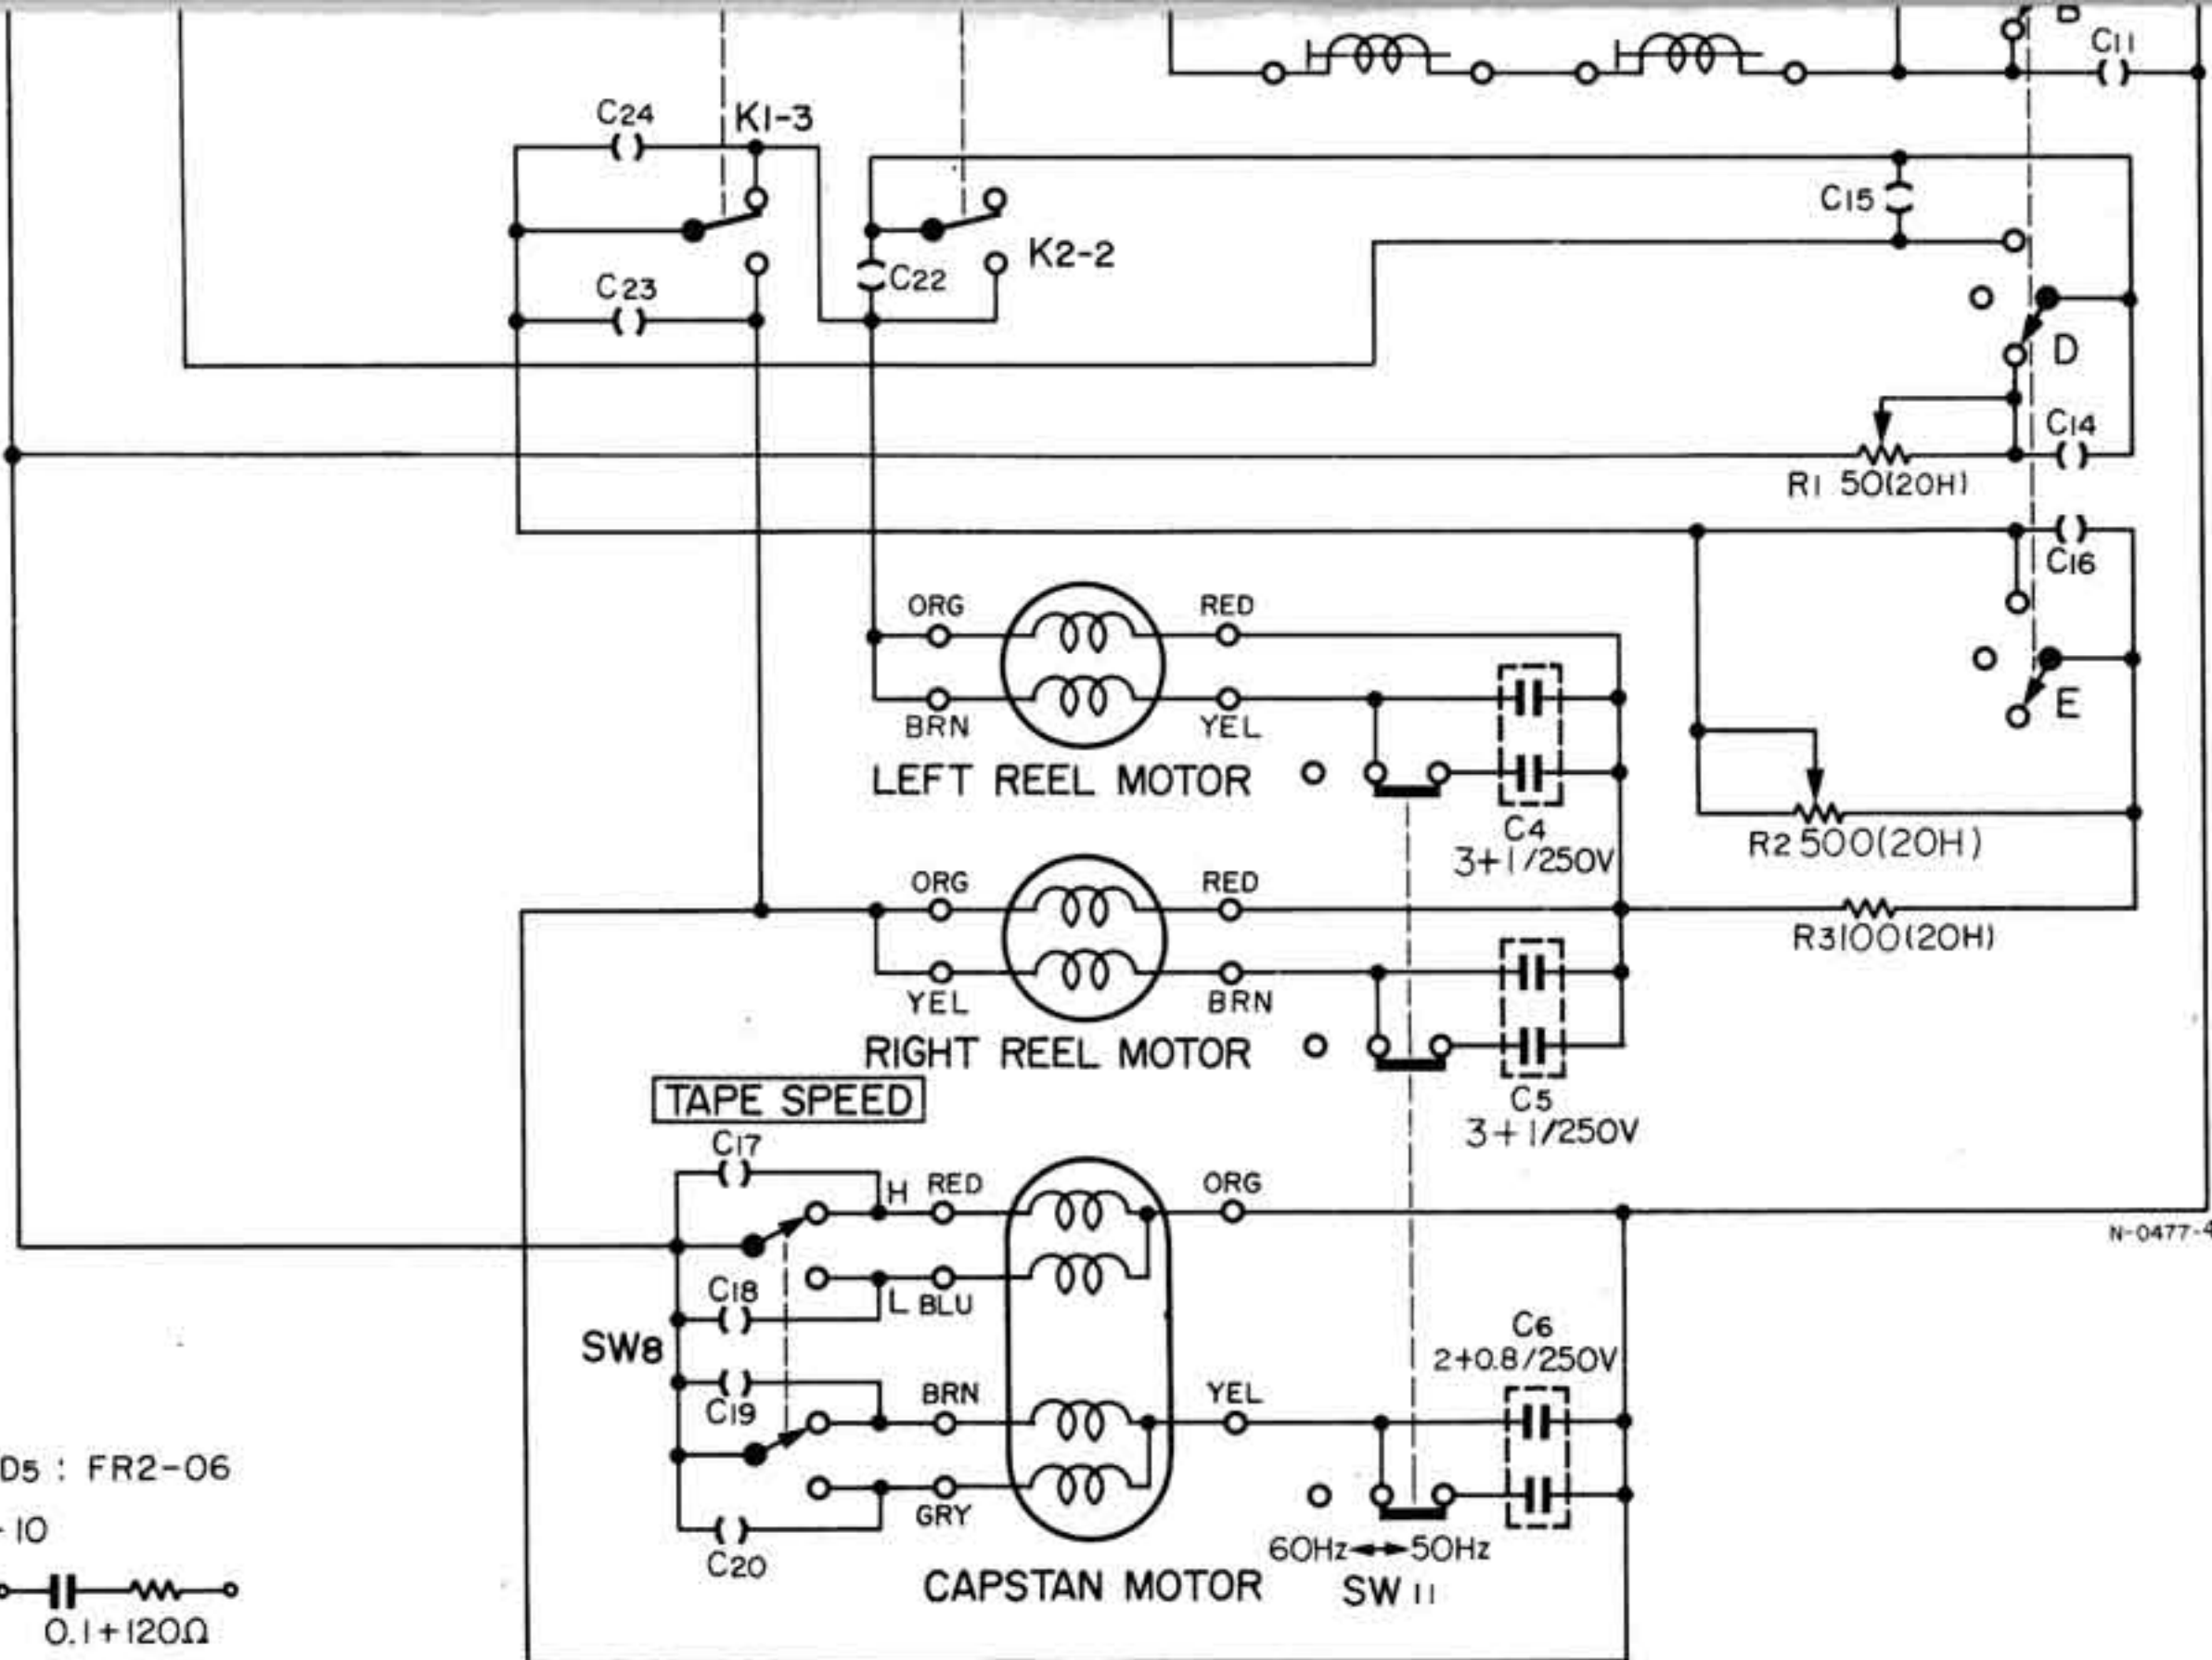 B
C11
C24
K1-3
C15
K2-2
C22
C23
D
C14
R1 50(20H)
C16
ORG
RED
E
BRN
YEL
LEFT REEL MOTOR
C4
3+1/250V
R2 500(20H)
ORG
RED
R3100(20H)
YEL
BRN
RIGHT REEL MOTOR
C5
3+1/250V
TAPE SPEED
C17
H
RED
ORG
N-0477-4
C18
L
BLU
SW8
C6
2+0.8/250V
C19
BRN
YEL
D5 : FR2-06
-10
GRY
C20
60Hz 50Hz
CAPSTAN MOTOR
SW 11
0.1+120Ω